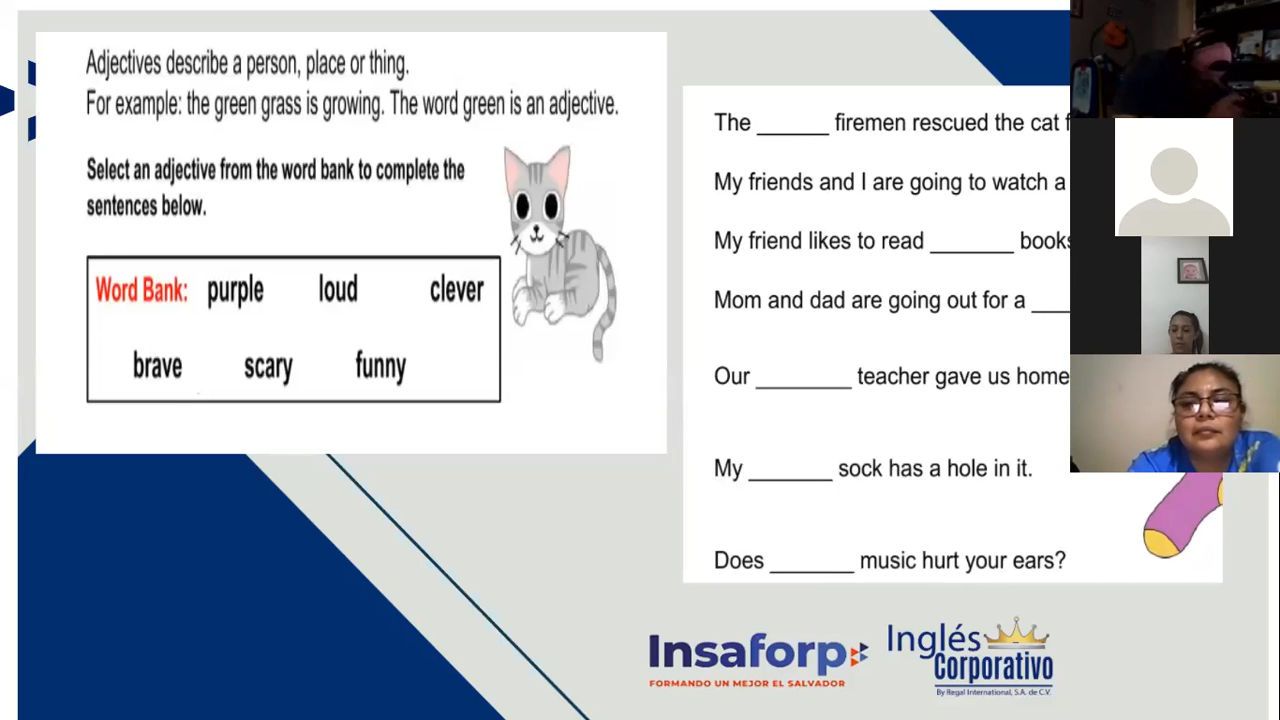 Adjectives describe a person, place or thing.
For example: the green grass is growing. The word green is an adjective.
Select an adjective from the word bank to complete the
sentences below.
Word Bank: purple loud clever
brave scary funny
The ______ firemen rescued the cat
My friends and I are going to watch a
My friend likes to read _______ books
Mom and dad are going out for a ___
Our ________ teacher gave us
My _______ sock has a hole in it.
Does _______ music hurt your ears?
Insaforp
FORMANDO UN MEJOR EL SALVADOR
Inglés
Corporativo
By Regal International, S.A. de C.V.